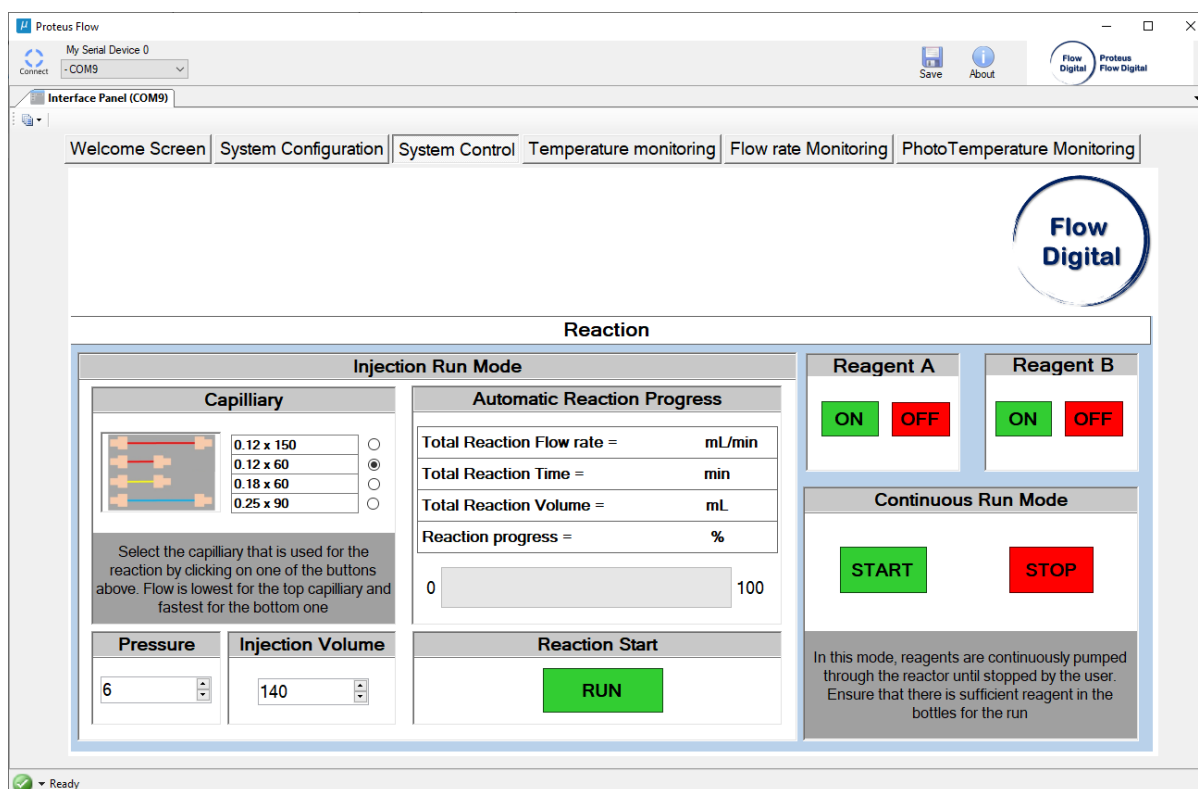 µ Proteus Flow
My Serial Device 0
Connect
- COM9
Save
About
Flow
Digital
Proteus
Flow Digital
Interface Panel (COM9)
Welcome Screen
System Configuration
System Control
Temperature monitoring
Flow rate Monitoring
PhotoTemperature Monitoring
Flow
Digital
Reaction
Injection Run Mode
Capilliary
0.12 x 150
0.12 x 60
0.18 x 60
0.25 x 90
Select the capilliary that is used for the
reaction by clicking on one of the buttons
above. Flow is lowest for the top capilliary and
fastest for the bottom one
Automatic Reaction Progress
Total Reaction Flow rate = mL/min
Total Reaction Time = min
Total Reaction Volume = mL
Reaction progress = %
0 100
Pressure
6
Injection Volume
140
Reaction Start
RUN
Reagent A
ON OFF
Reagent B
ON OFF
Continuous Run Mode
START STOP
In this mode, reagents are continuously pumped
through the reactor until stopped by the user.
Ensure that there is sufficient reagent in the
bottles for the run
Ready